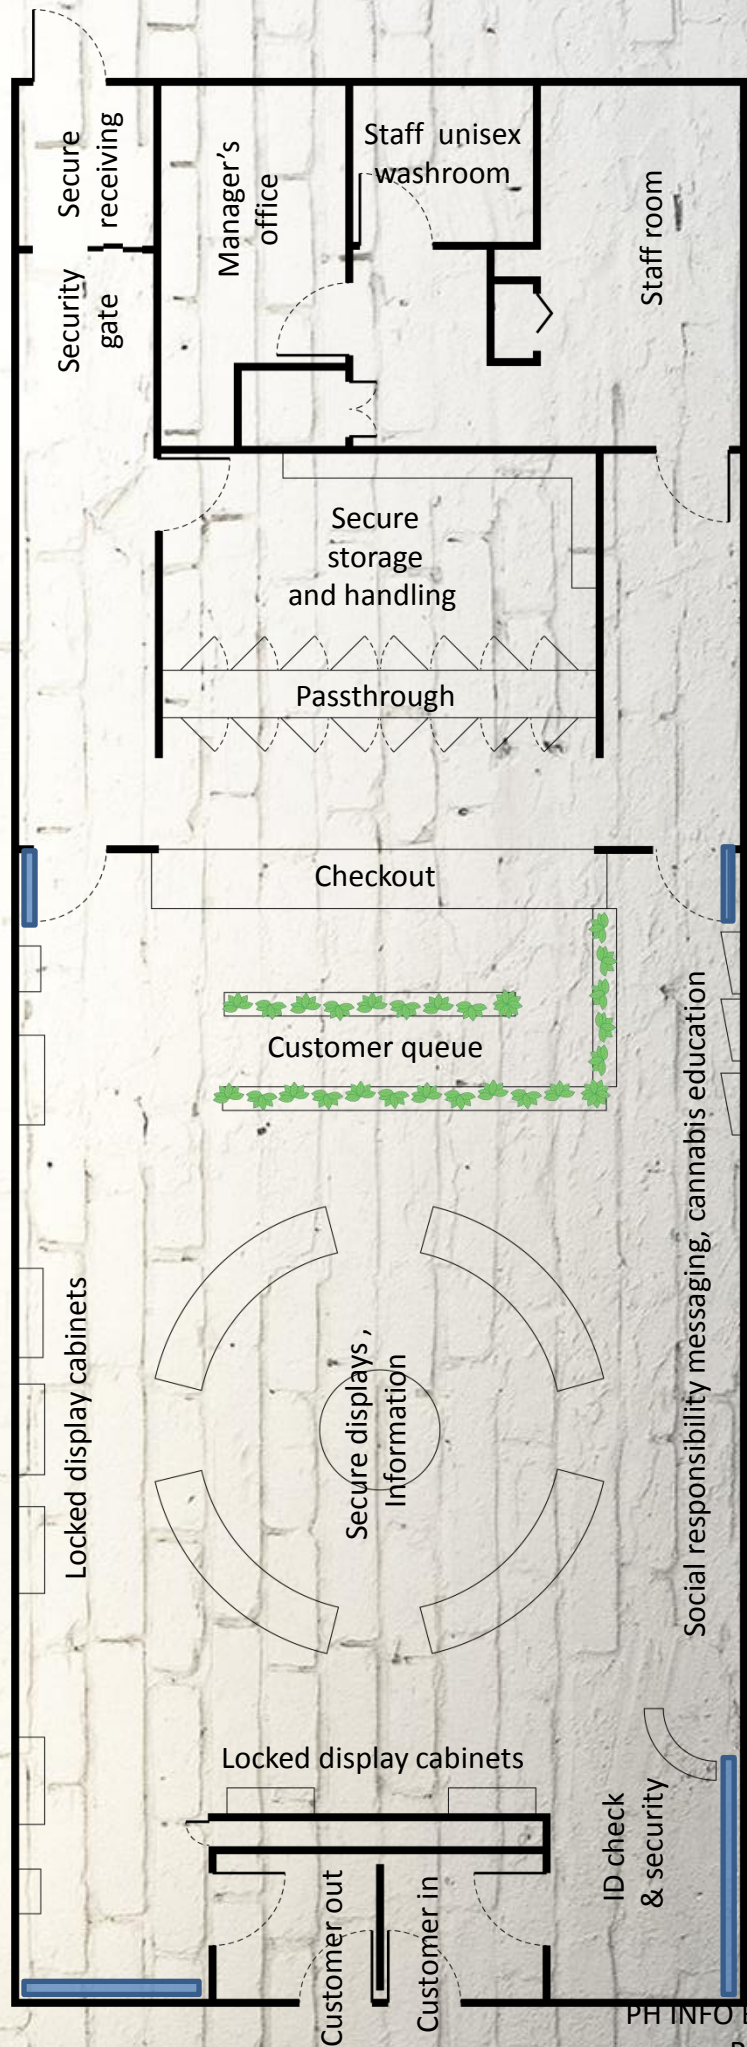 Secure
receiving
Security
gate
Manager's
office
Staff unisex
washroom
Staff room
Secure
storage
and handling
Passthrough
Checkout
Customer queue
Locked display cabinets
Secure displays ,
Information
Social responsibility messaging, cannabis education
Locked display cabinets
ID check
& security
Customer out
Customer in
PH INFO